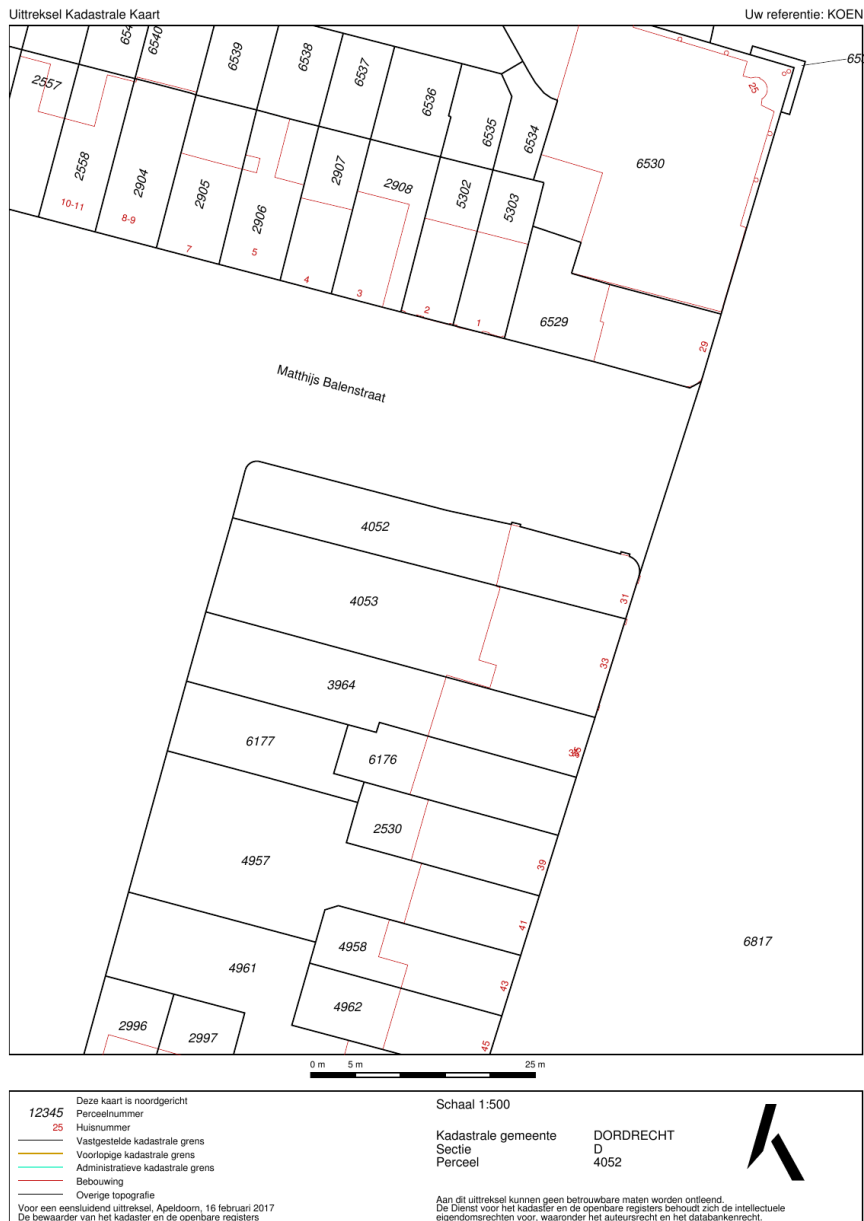 Uittreksel Kadastrale Kaart
Uw referentie: KOEN
6540
6539
6538
6537
6536
6535
6534
6530
25
2557
2558
2904
2905
2906
2907
2908
5302
5303
6529
29
10-11
8-9
7
5
4
3
2
1
Matthijs Balenstraat
4052
31
4053
33
3964
6177
6176
2530
39
4957
41
4958
6817
4961
43
4962
2996
2997
45
0 m 5 m 25 m
Deze kaart is noordgericht
12345 Perceelnummer
25 Huisnummer
Vastgestelde kadastrale grens
Voorlopige kadastrale grens
Administratieve kadastrale grens
Bebouwing
Overige topografie
Voor een eensluidend uittreksel, Apeldoorn, 16 februari 2017
De bewaarder van het kadaster en de openbare registers
Schaal 1:500
Kadastrale gemeente DORDRECHT
Sectie D
Perceel 4052
Aan dit uittreksel kunnen geen betrouwbare maten worden ontleend.
De Dienst voor het kadaster en de openbare registers behoudt zich de intellectuele
eigendomsrechten voor, waaronder het auteursrecht en het databankenrecht.